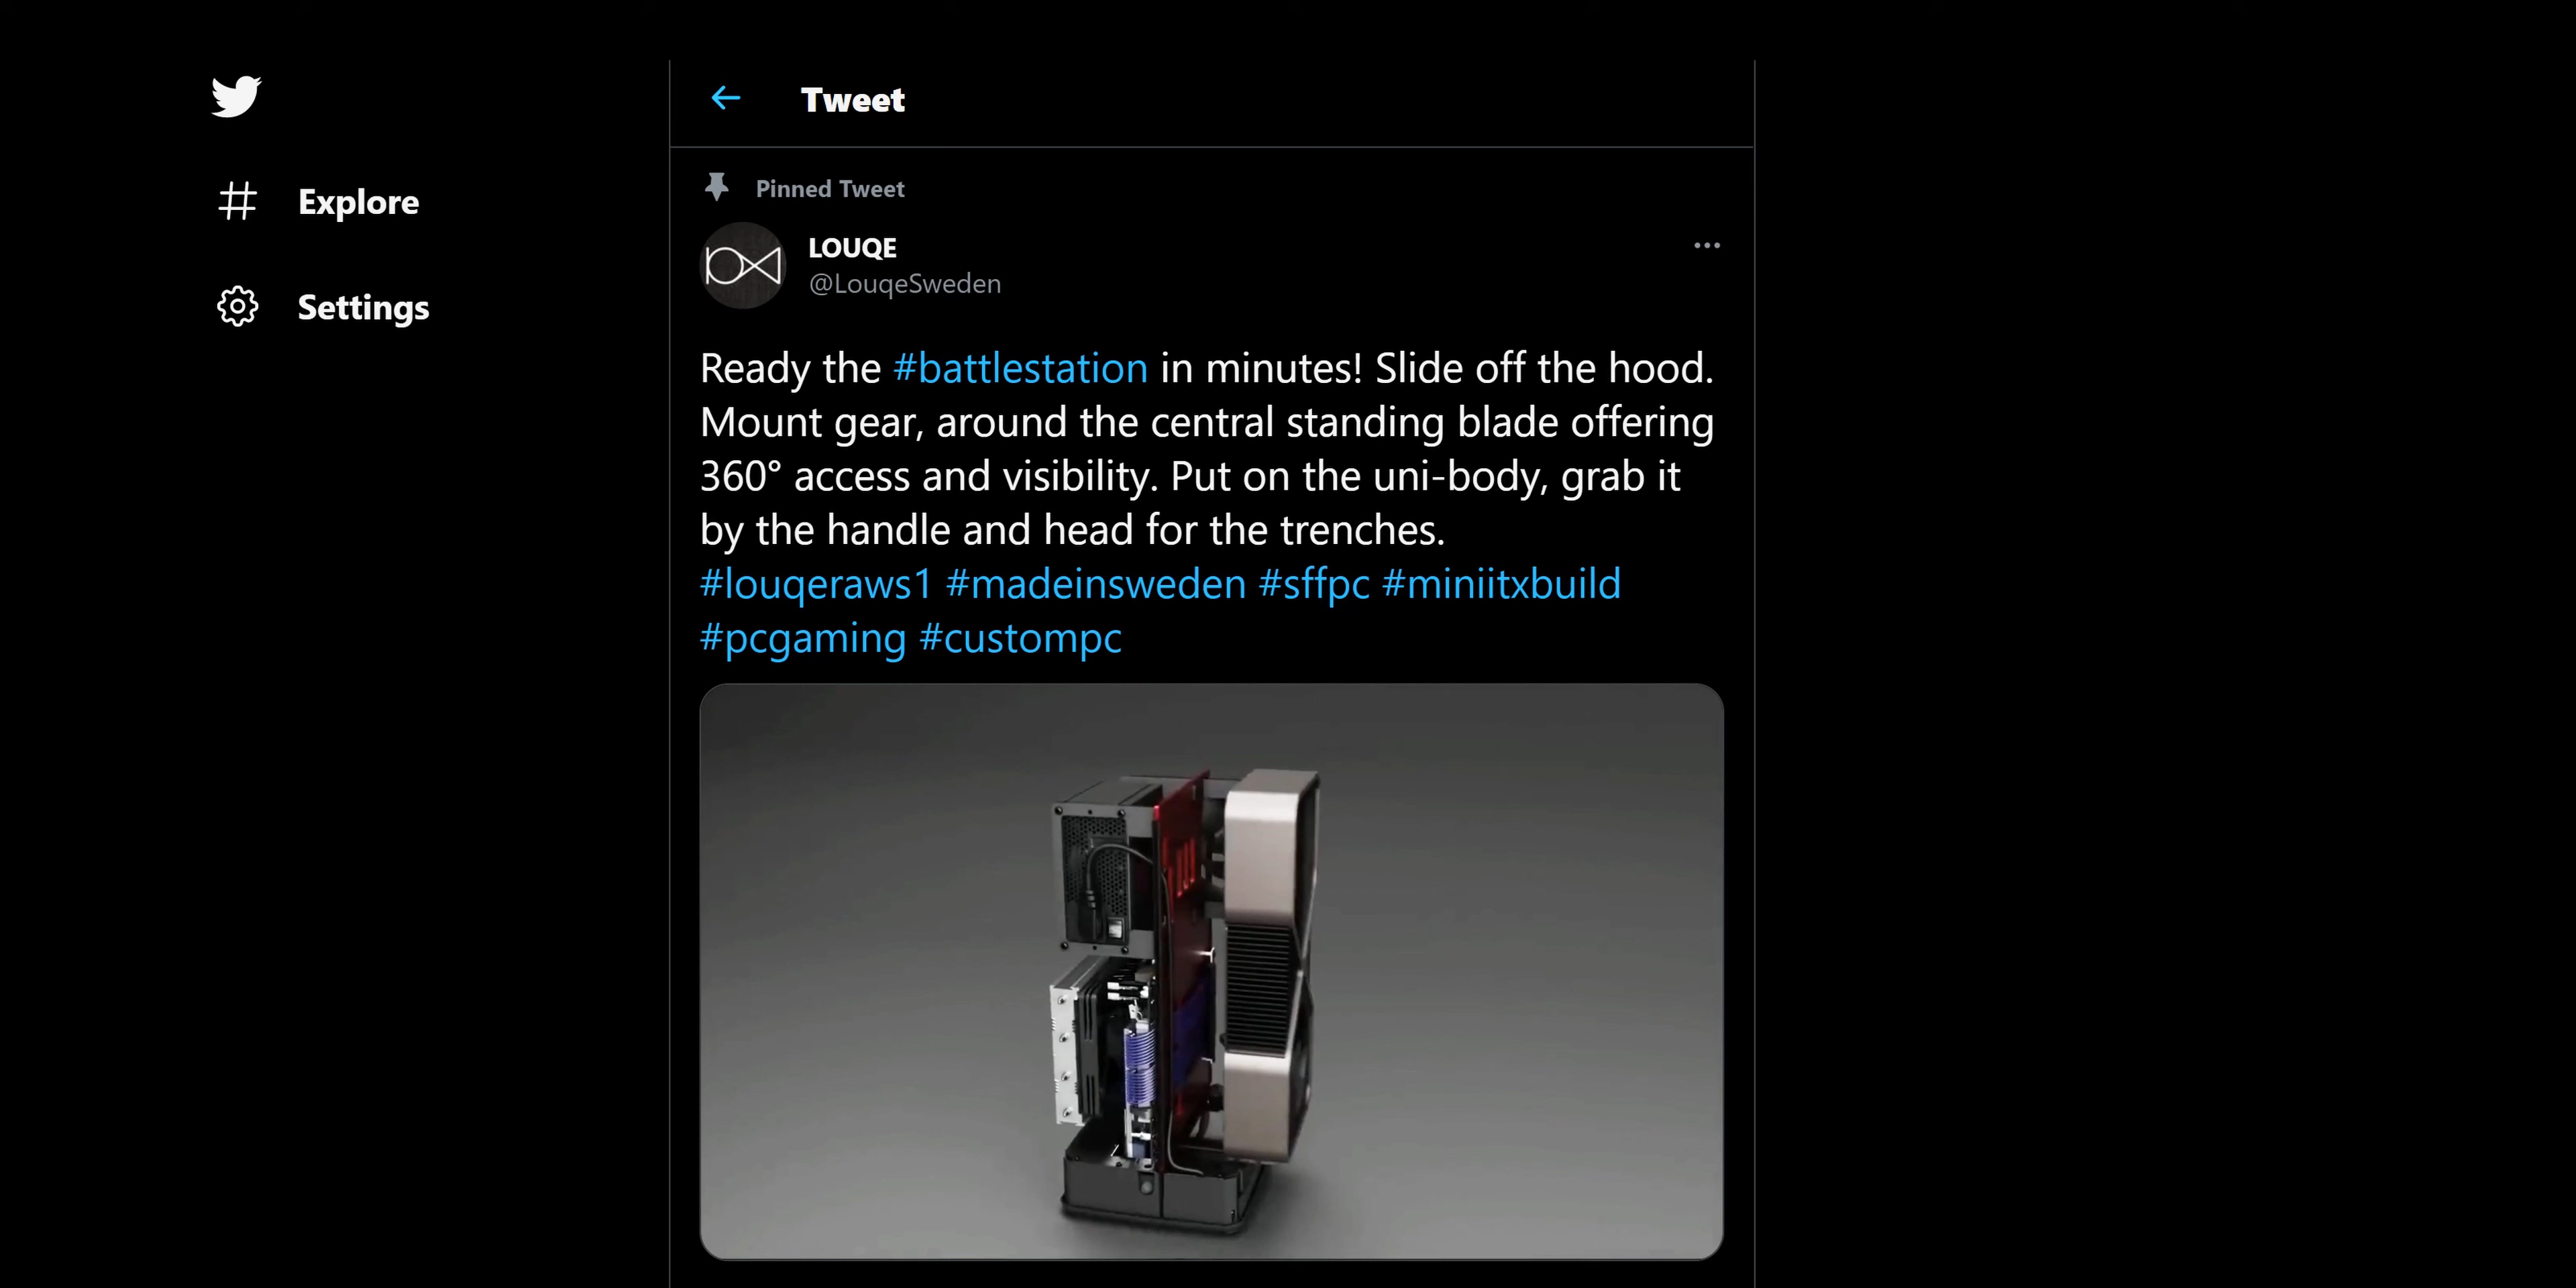 Tweet
Explore
Settings
Pinned Tweet
LOUQE
@LouqeSweden
Ready the #battlestation in minutes! Slide off the hood.
Mount gear, around the central standing blade offering
360° access and visibility. Put on the uni-body, grab it
by the handle and head for the trenches.
#louqeraws1 #madeinsweden #sffpc #miniitxbuild
#pcgaming #custompc